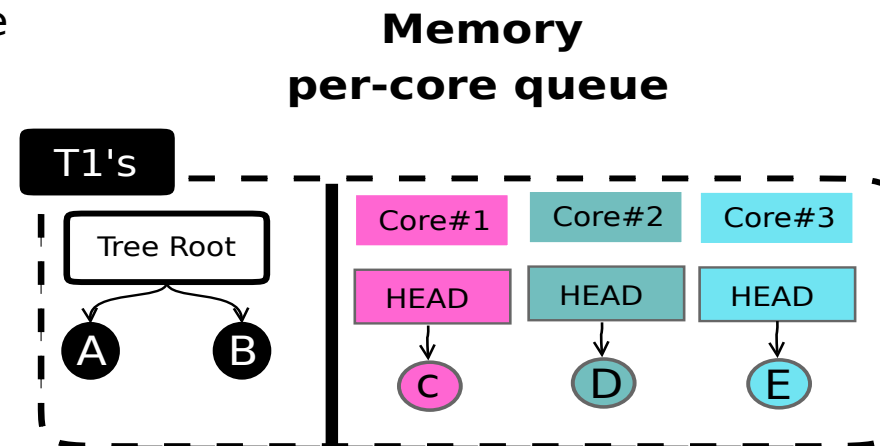 e
Memory
per-core queue
T1's
Tree Root
A
B
Core#1
Core#2
Core#3
HEAD
HEAD
HEAD
c
D
E